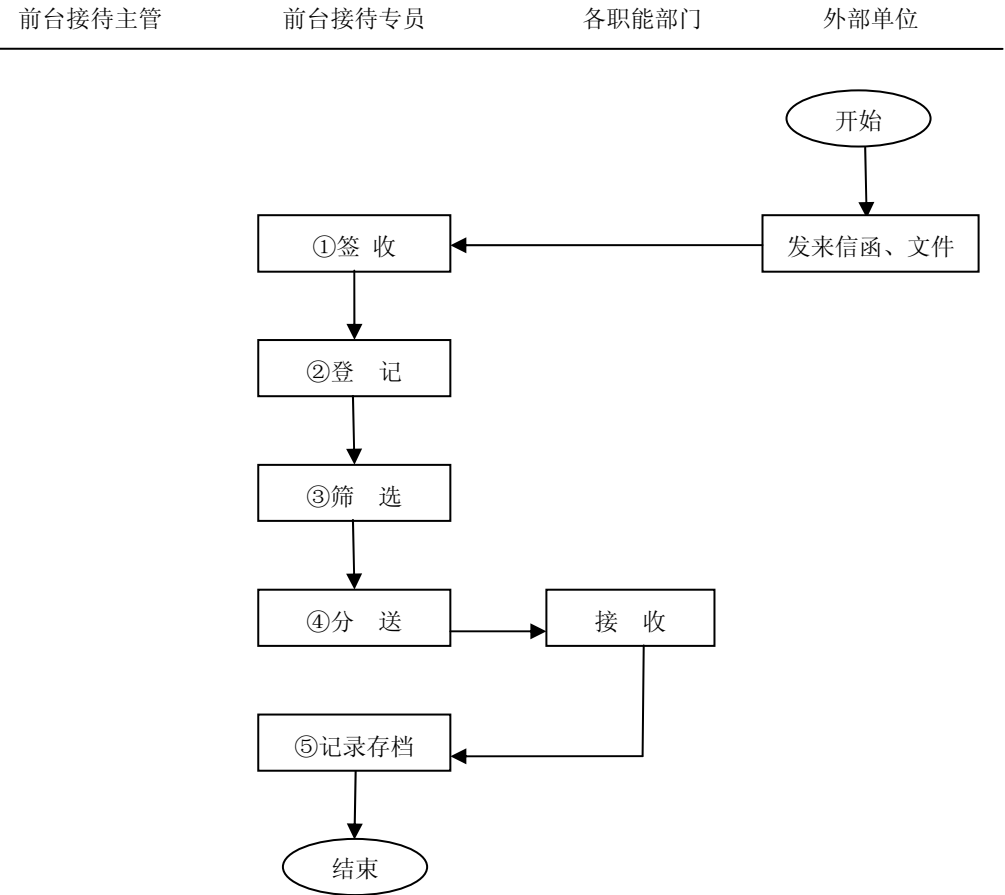 前台接待主管 前台接待专员 各职能部门 外部单位
开始
①签 收 发来信函、文件
②登 记
③筛 选
④分 送 接 收
⑤记录存档
结束